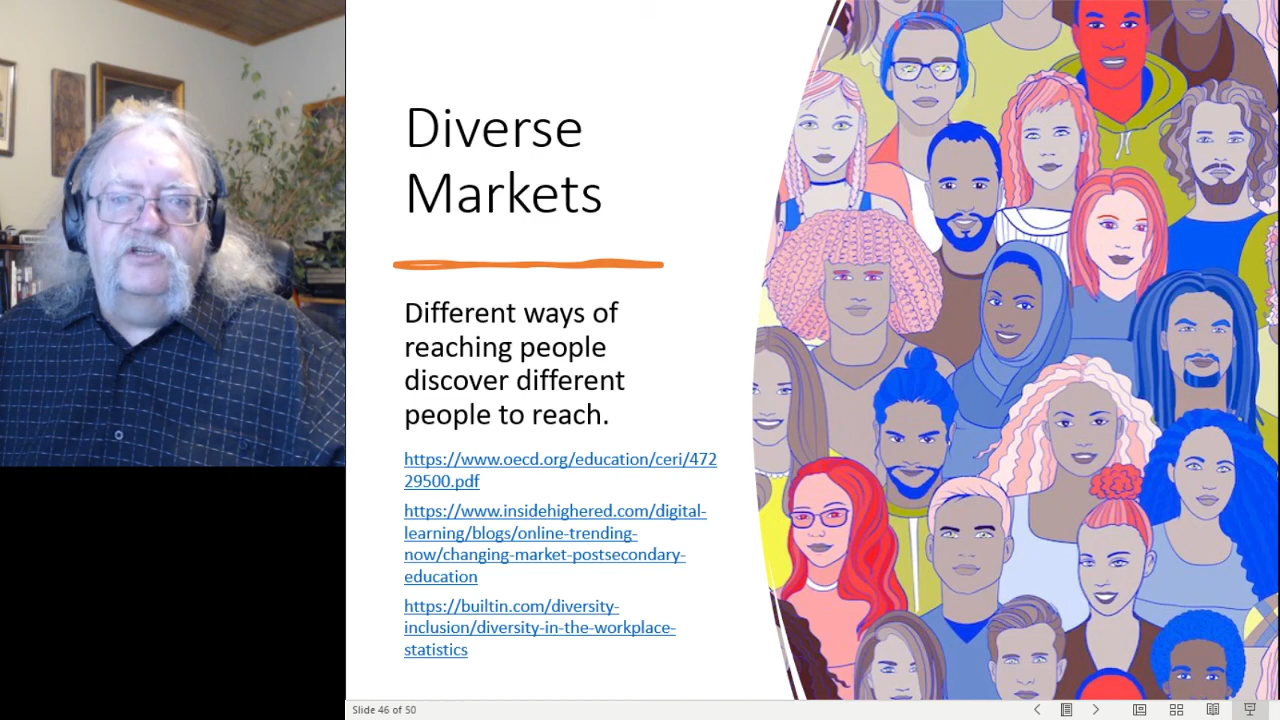 Diverse
Markets
Different ways of
reaching people
discover different
people to reach.
https://www.oecd.org/education/ceri/472
29500.pdf
https://www.insidehighered.com/digital-
learning/blogs/online-trending-
now/changing-market-postsecondary-
education
https://builtin.com/diversity-
inclusion/diversity-in-the-workplace-
statistics
Slide 46 of 50